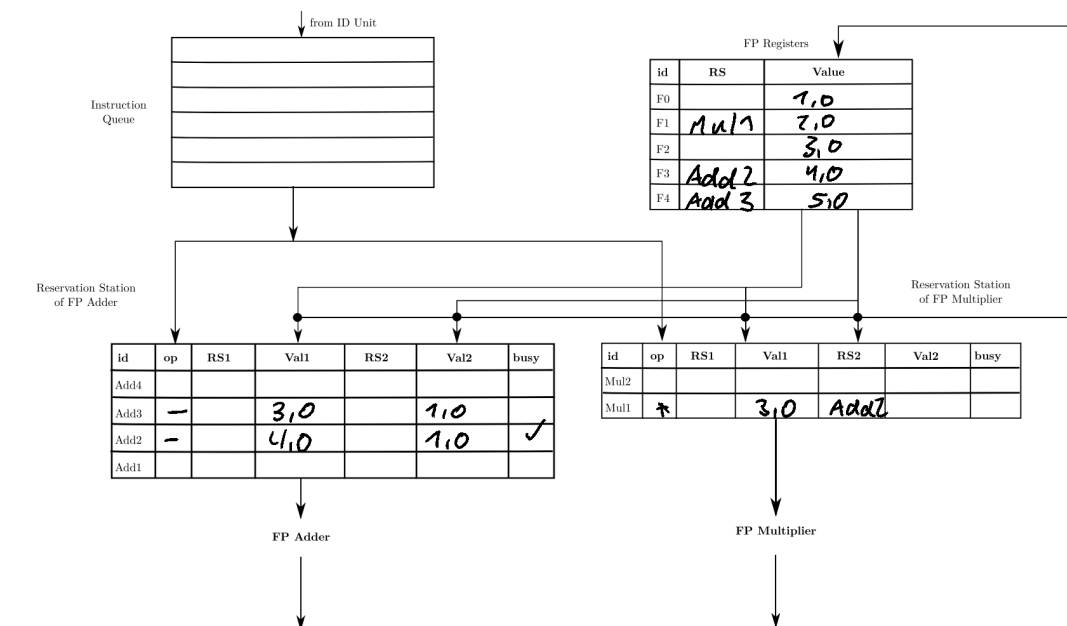 from ID Unit
Instruction
Queue
FP Registers
id RS Value
F0 1,0
F1 Mul1 2,0
F2 3,0
F3 Add2 4,0
F4 Add3 5,0
Reservation Station
of FP Adder
Reservation Station
of FP Multiplier
id op RS1 Val1 RS2 Val2 busy
Add4
Add3 – 3,0 1,0
Add2 – 4,0 1,0 ✓
Add1
id op RS1 Val1 RS2 Val2 busy
Mul2
Mul1 * 3,0 Add2
FP Adder
FP Multiplier